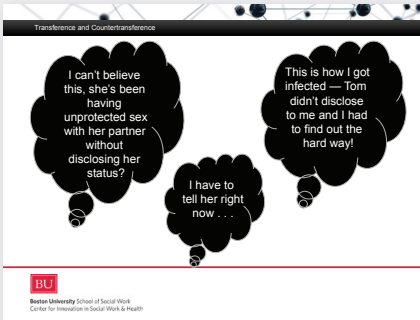 Transference and Countertransference
I can't believe
this, she's been
having
unprotected sex
with her partner
without
disclosing her
status?
This is how I got
infected — Tom
didn't disclose
to me and I had
to find out the
hard way!
I have to
tell her right
now . . .
BU
Boston University School of Social Work
Center for Innovation in Social Work & Health